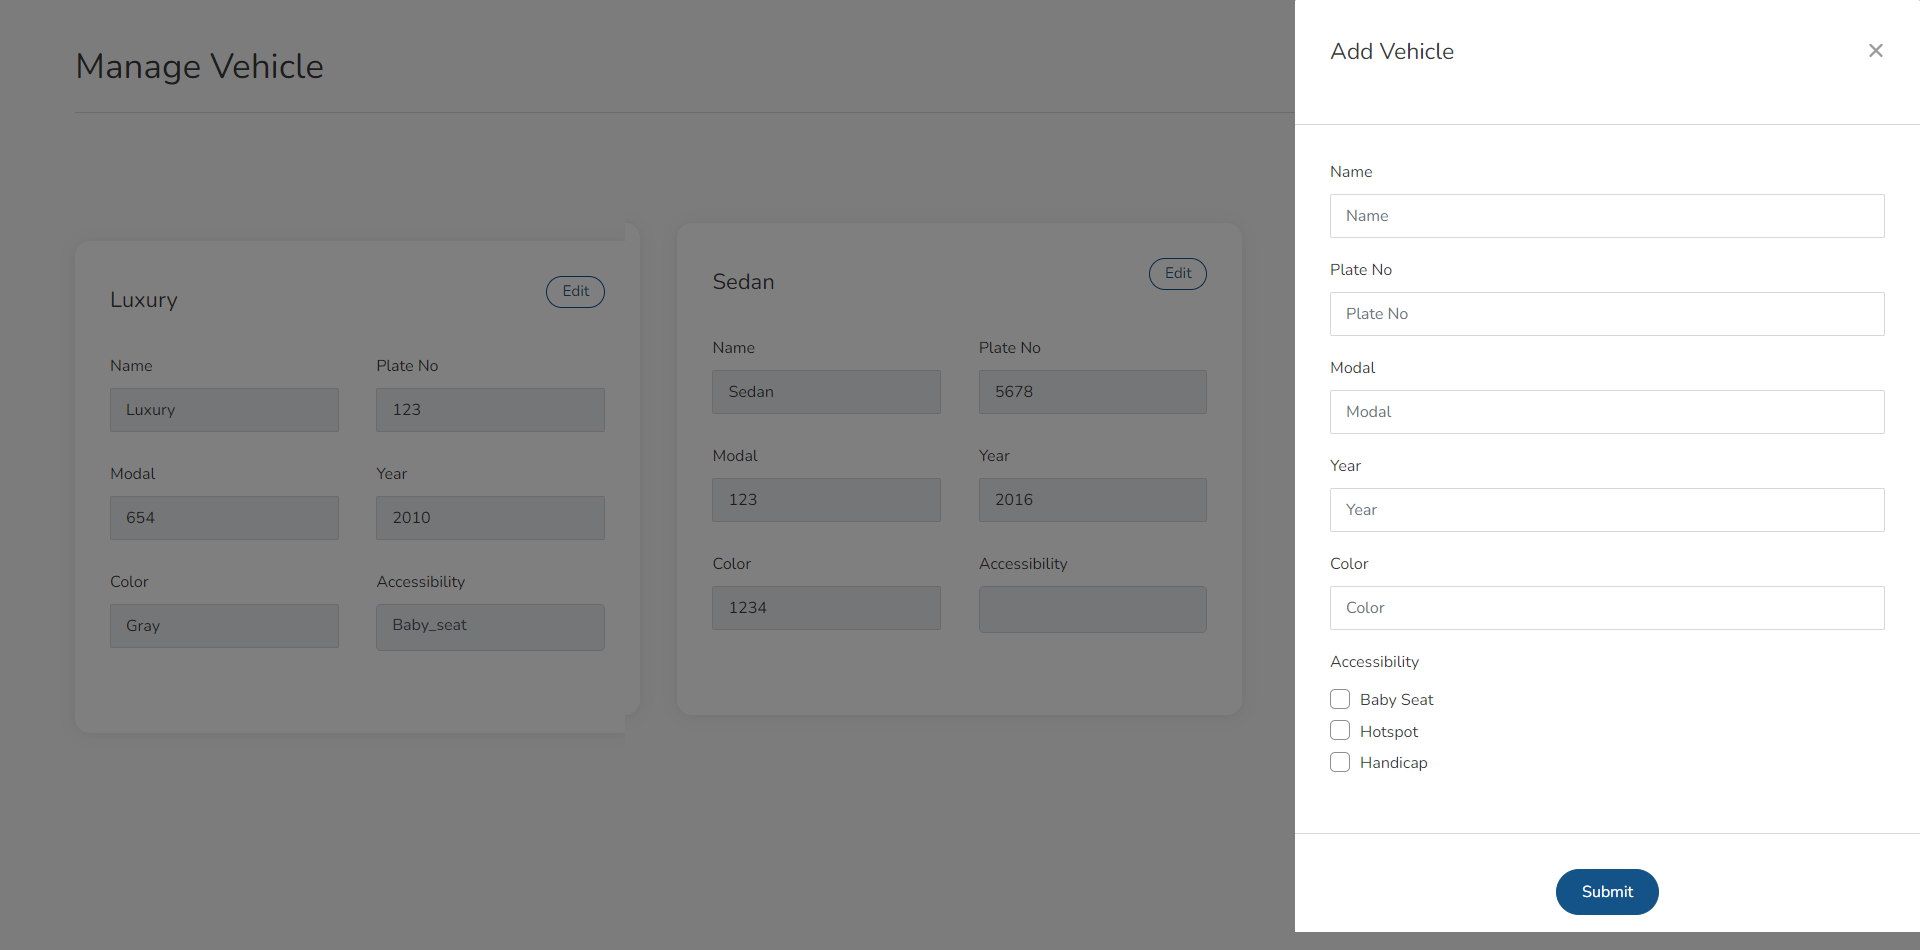 Manage Vehicle
Luxury
Edit
Name
Plate No
Luxury
123
Modal
Year
654
2010
Color
Accessibility
Gray
Baby_seat
Sedan
Edit
Name
Plate No
Sedan
5678
Modal
Year
123
2016
Color
Accessibility
1234
Add Vehicle
×
Name
Name
Plate No
Plate No
Modal
Modal
Year
Year
Color
Color
Accessibility
Baby Seat
Hotspot
Handicap
Submit